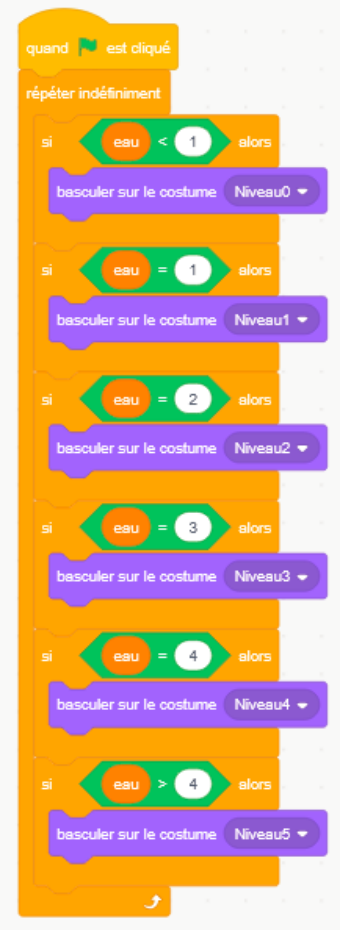 quand est cliqué
répéter indéfiniment
si eau < 1 alors
basculer sur le costume Niveau0
si eau = 1 alors
basculer sur le costume Niveau1
si eau = 2 alors
basculer sur le costume Niveau2
si eau = 3 alors
basculer sur le costume Niveau3
si eau = 4 alors
basculer sur le costume Niveau4
si eau > 4 alors
basculer sur le costume Niveau5